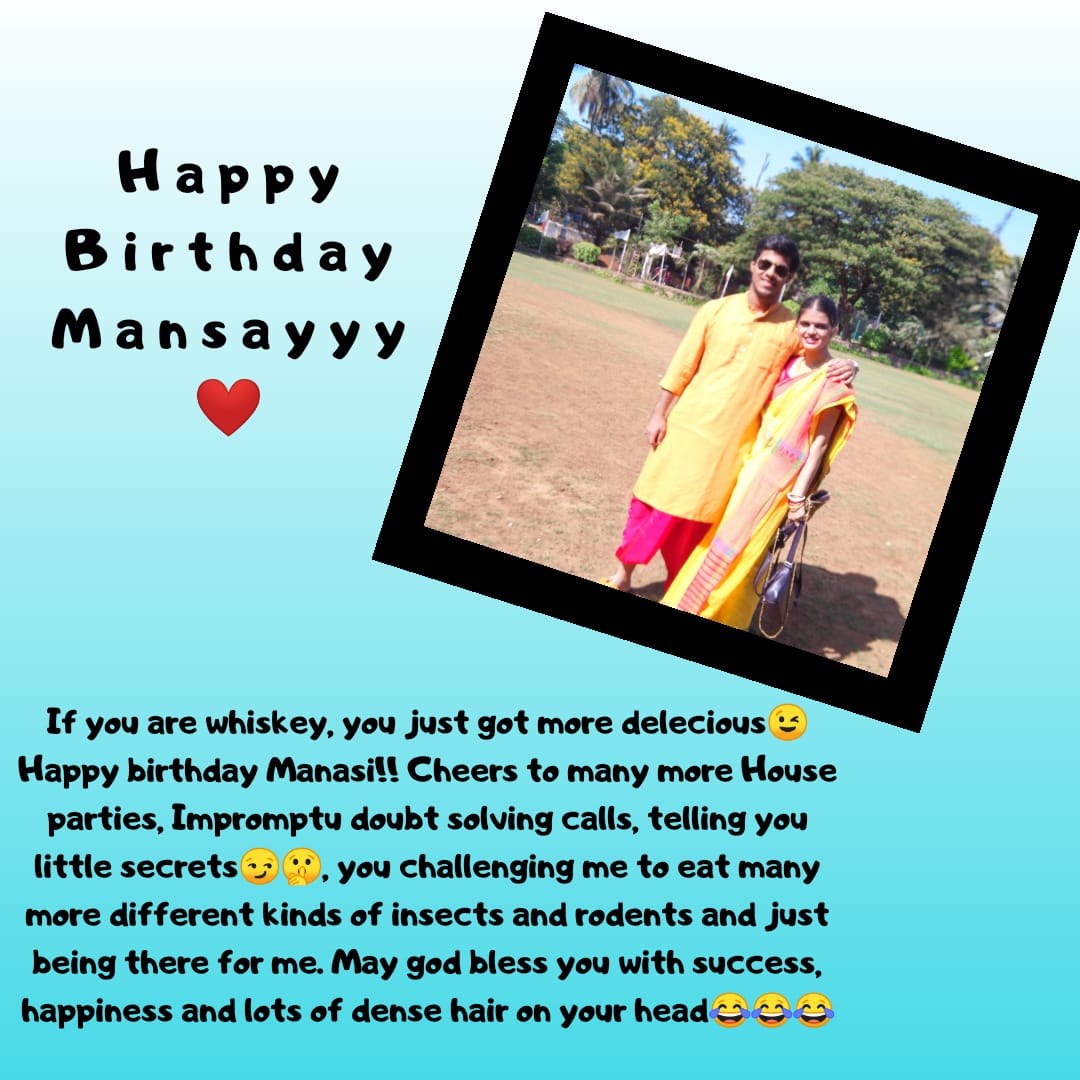 Happy
Birthday
Mansayyy
❤️
If you are whiskey, you just got more delecious😉
Happy birthday Manasi!! Cheers to many more House
parties, Impromptu doubt solving calls, telling you
little secrets😏🤫, you challenging me to eat many
more different kinds of insects and rodents and just
being there for me. May god bless you with success,
happiness and lots of dense hair on your head😂😂😂